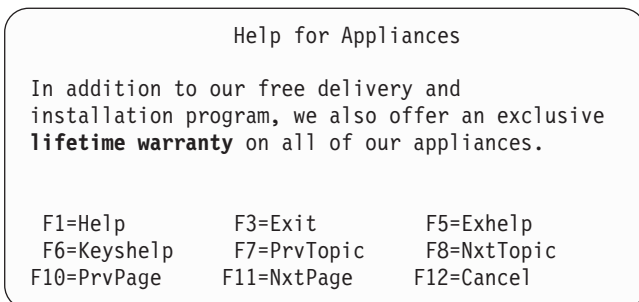 Help for Appliances
In addition to our free delivery and
installation program, we also offer an exclusive
lifetime warranty on all of our appliances.
F1=Help F3=Exit F5=Exhelp
F6=Keyshelp F7=PrvTopic F8=NxtTopic
F10=PrvPage F11=NxtPage F12=Cancel